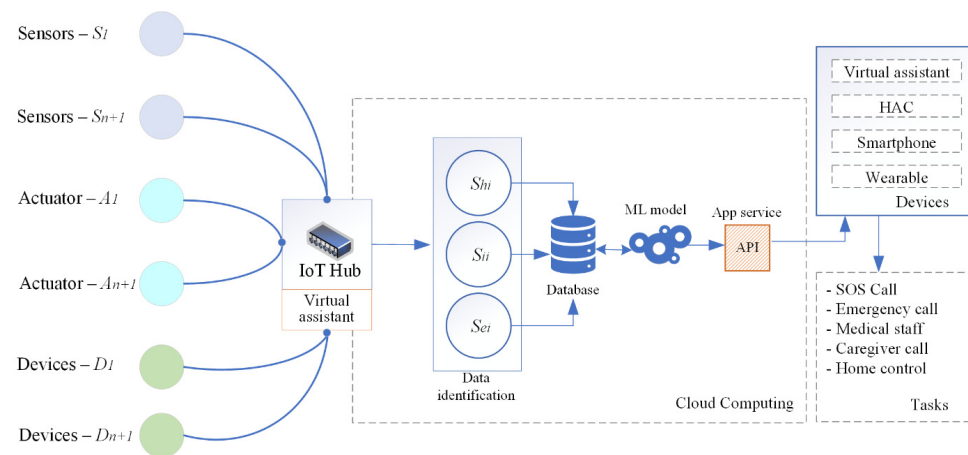 Sensors – S1
Sensors – Sn+1
Actuator – A1
Actuator – An+1
Devices – D1
Devices – Dn+1
IoT Hub
Virtual
assistant
Shi
Sii
Sei
Data
identification
Database
ML model
App service
API
Cloud Computing
Virtual assistant
HAC
Smartphone
Wearable
Devices
- SOS Call
- Emergency call
- Medical staff
- Caregiver call
- Home control
Tasks